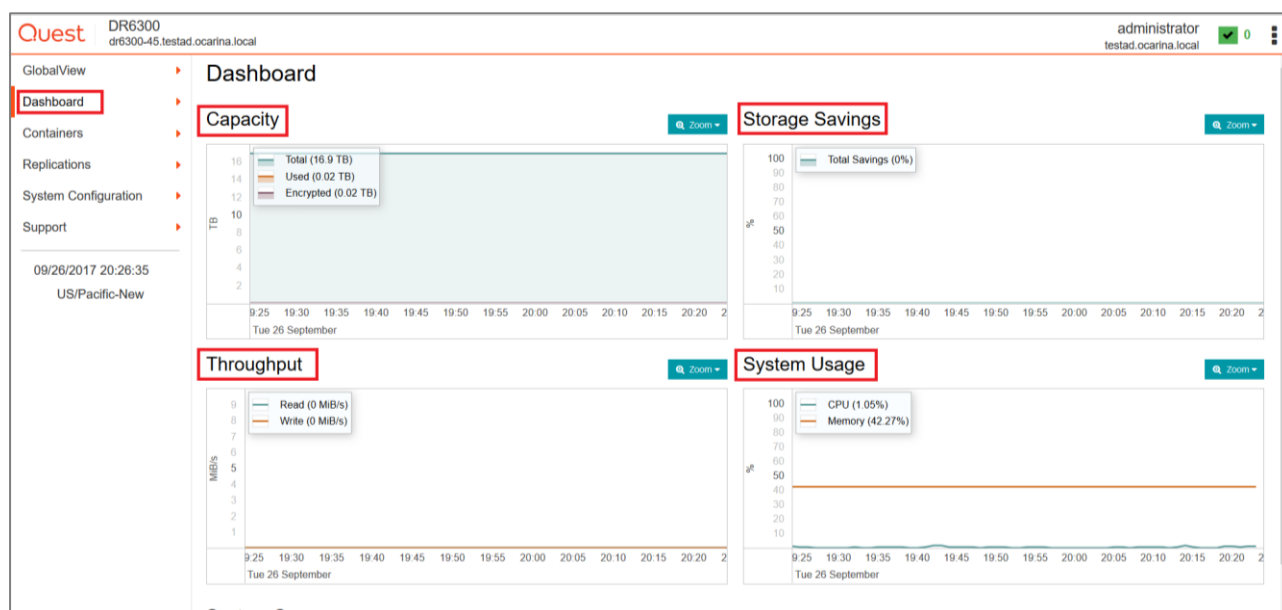 Quest
DR6300
dr6300-45.testad.ocarina.local
administrator
testad.ocarina.local
0
GlobalView
Dashboard
Containers
Replications
System Configuration
Support
09/26/2017 20:26:35
US/Pacific-New
Dashboard
Capacity
Zoom
Total (16.9 TB)
Used (0.02 TB)
Encrypted (0.02 TB)
TB
16
14
12
10
8
6
4
2
9:25 19:30 19:35 19:40 19:45 19:50 19:55 20:00 20:05 20:10 20:15 20:20 2
Tue 26 September
Storage Savings
Zoom
Total Savings (0%)
%
100
90
80
70
60
50
40
30
20
10
9:25 19:30 19:35 19:40 19:45 19:50 19:55 20:00 20:05 20:10 20:15 20:20 2
Tue 26 September
Throughput
Zoom
Read (0 MiB/s)
Write (0 MiB/s)
MiB/s
9
8
7
6
5
4
3
2
1
9:25 19:30 19:35 19:40 19:45 19:50 19:55 20:00 20:05 20:10 20:15 20:20 2
Tue 26 September
System Usage
Zoom
CPU (1.05%)
Memory (42.27%)
%
100
90
80
70
60
50
40
30
20
10
9:25 19:30 19:35 19:40 19:45 19:50 19:55 20:00 20:05 20:10 20:15 20:20 2
Tue 26 September